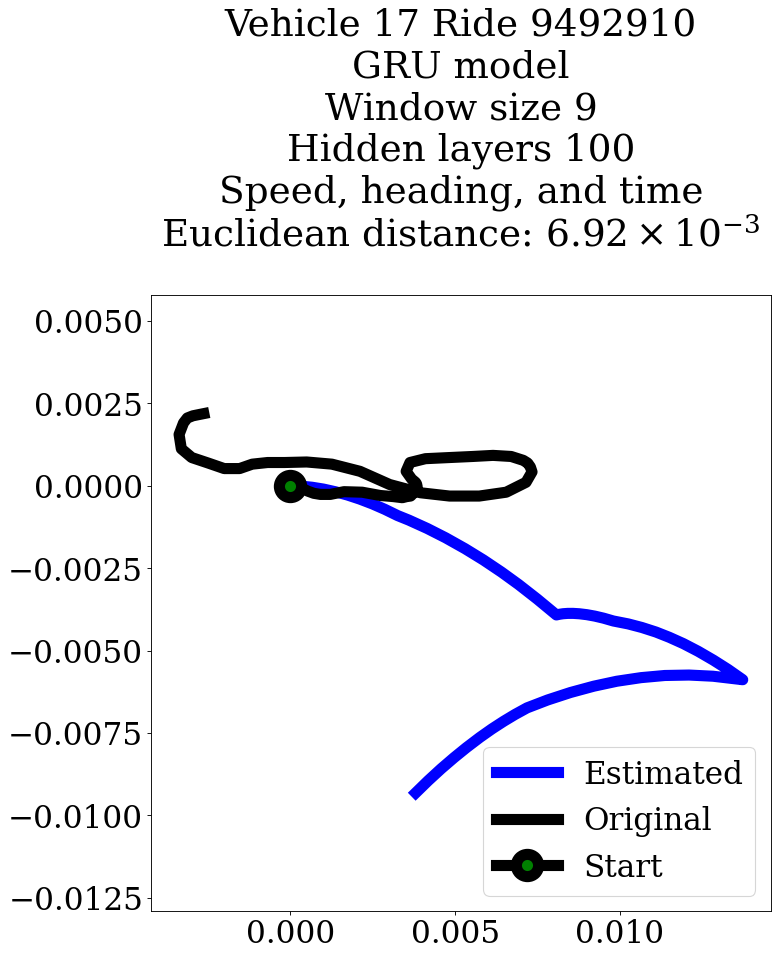 Vehicle 17 Ride 9492910
GRU model
Window size 9
Hidden layers 100
Speed, heading, and time
Euclidean distance: 6.92 × 10⁻³
0.0050
0.0025
0.0000
−0.0025
−0.0050
−0.0075
−0.0100
−0.0125
Estimated
Original
Start
0.000 0.005 0.010